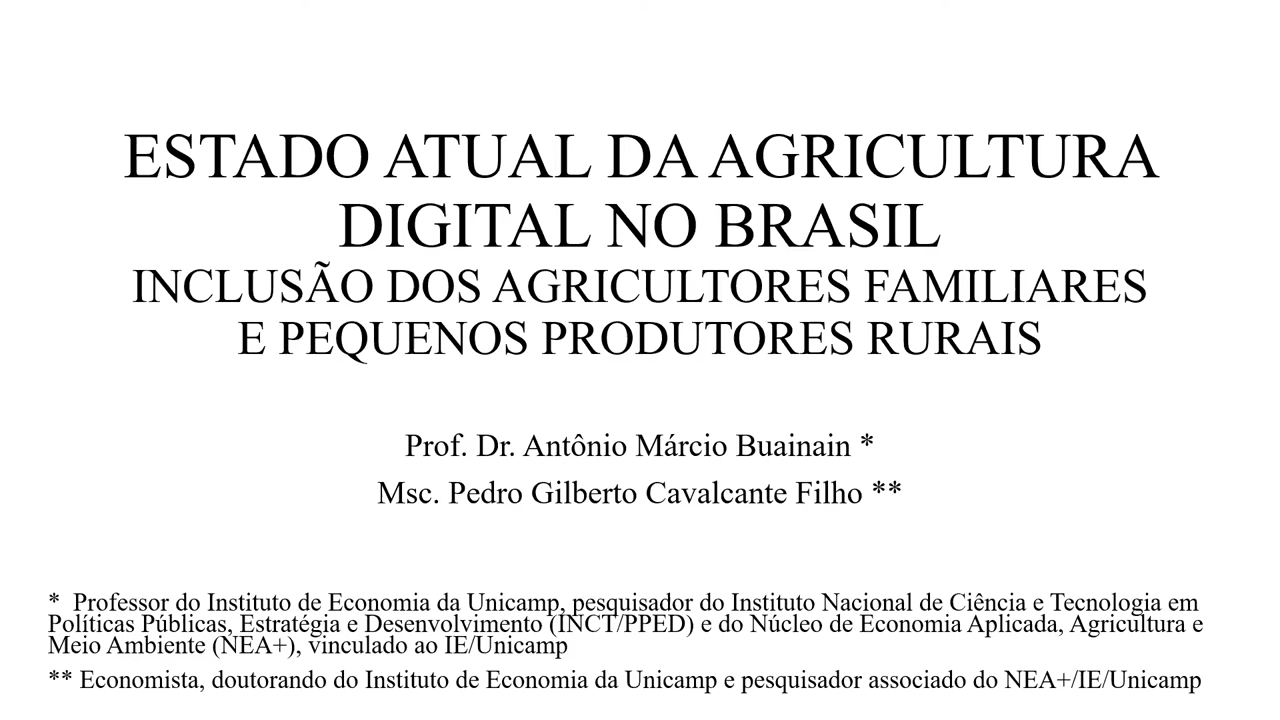 ESTADO ATUAL DA AGRICULTURA
DIGITAL NO BRASIL
INCLUSÃO DOS AGRICULTORES FAMILIARES
E PEQUENOS PRODUTORES RURAIS
Prof. Dr. Antônio Márcio Buainain *
Msc. Pedro Gilberto Cavalcante Filho **
* Professor do Instituto de Economia da Unicamp, pesquisador do Instituto Nacional de Ciência e Tecnologia em
Políticas Públicas, Estratégia e Desenvolvimento (INCT/PPED) e do Núcleo de Economia Aplicada, Agricultura e
Meio Ambiente (NEA+), vinculado ao IE/Unicamp
** Economista, doutorando do Instituto de Economia da Unicamp e pesquisador associado do NEA+/IE/Unicamp